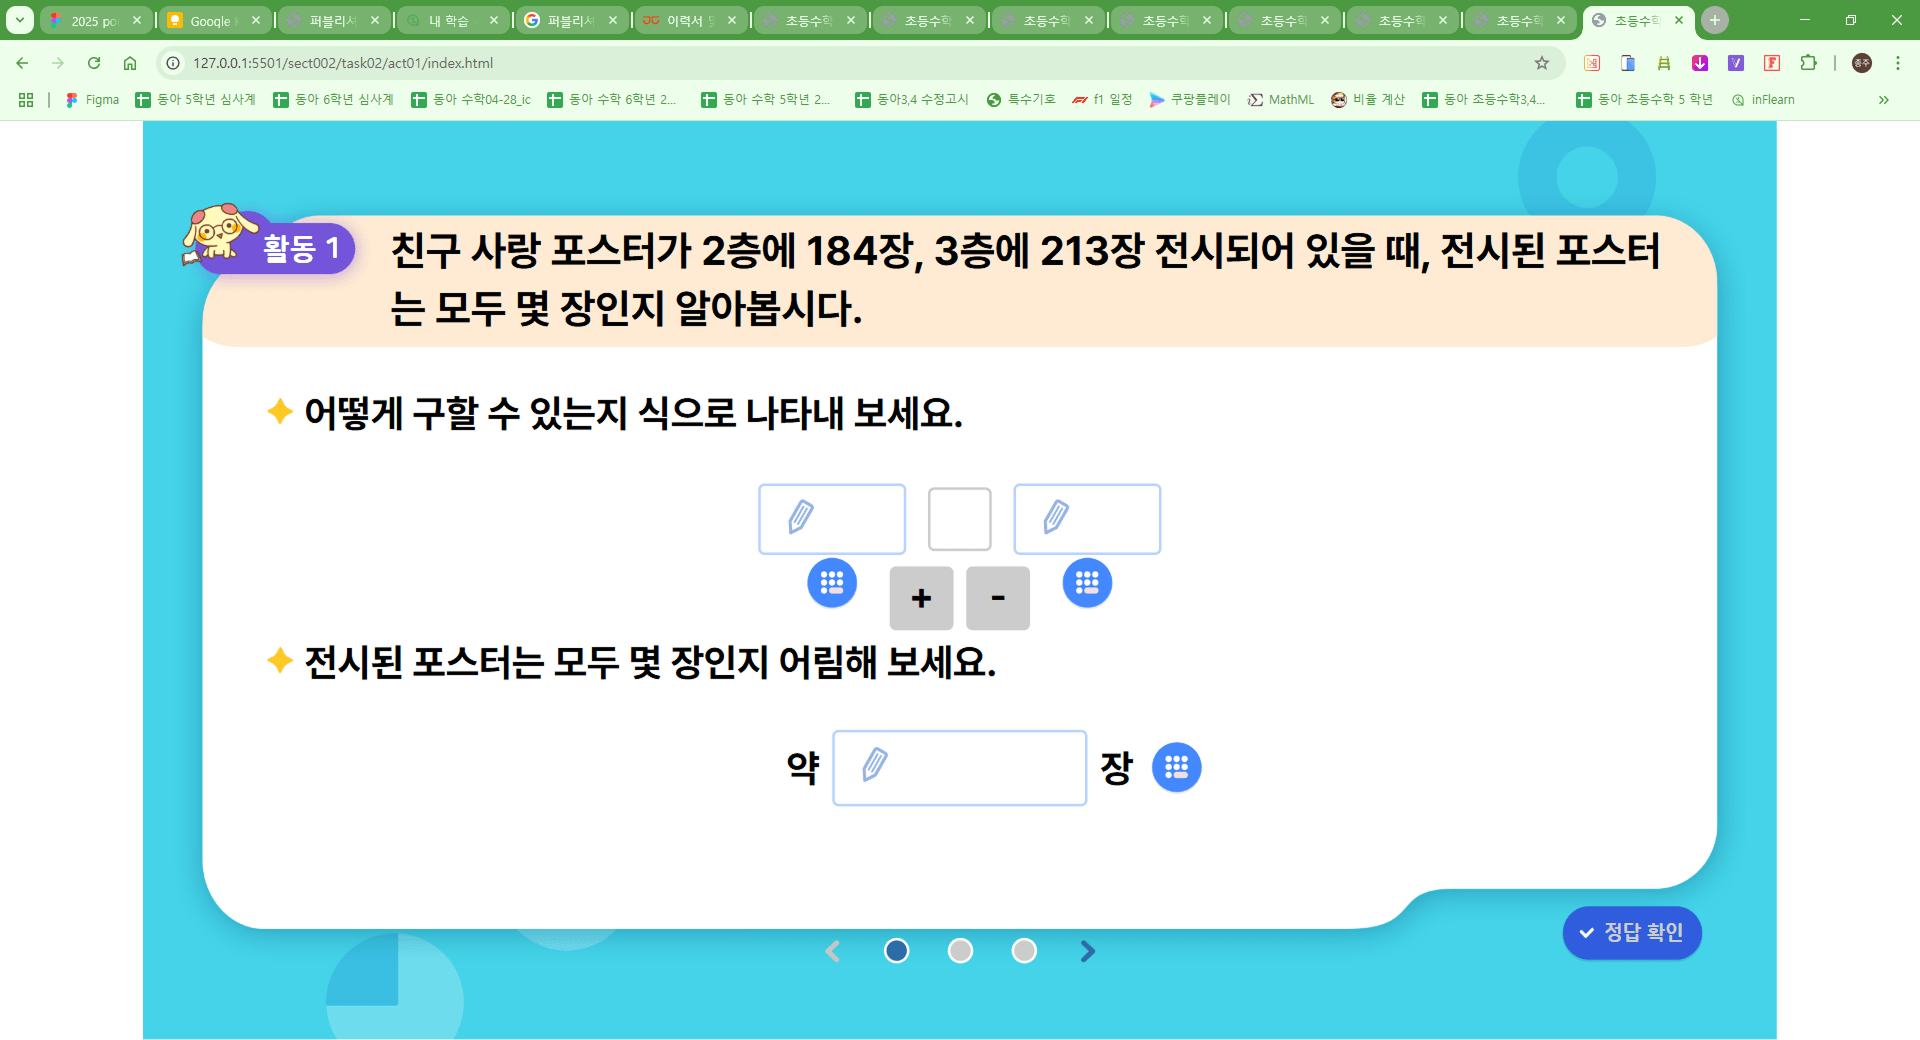 2025 po
Google
퍼블리셔
내 학습
퍼블리셔
이력서
초등수학
초등수학
초등수학
초등수학
초등수학
초등수학
초등수학
초등수학
127.0.0.1:5501/sect002/task02/act01/index.html
Figma
동아 5학년 심사계
동아 6학년 심사계
동아 수학04-28_ic
동아 수학 6학년 2...
동아 수학 5학년 2...
동아3,4 수정고시
특수기호
f1 일정
쿠팡플레이
MathML
비율 계산
동아 초등수학3,4...
동아 초등수학 5 학년
inFlearn
활동 1
친구 사랑 포스터가 2층에 184장, 3층에 213장 전시되어 있을 때, 전시된 포스터
는 모두 몇 장인지 알아봅시다.
어떻게 구할 수 있는지 식으로 나타내 보세요.
+ -
전시된 포스터는 모두 몇 장인지 어림해 보세요.
약 장
정답 확인